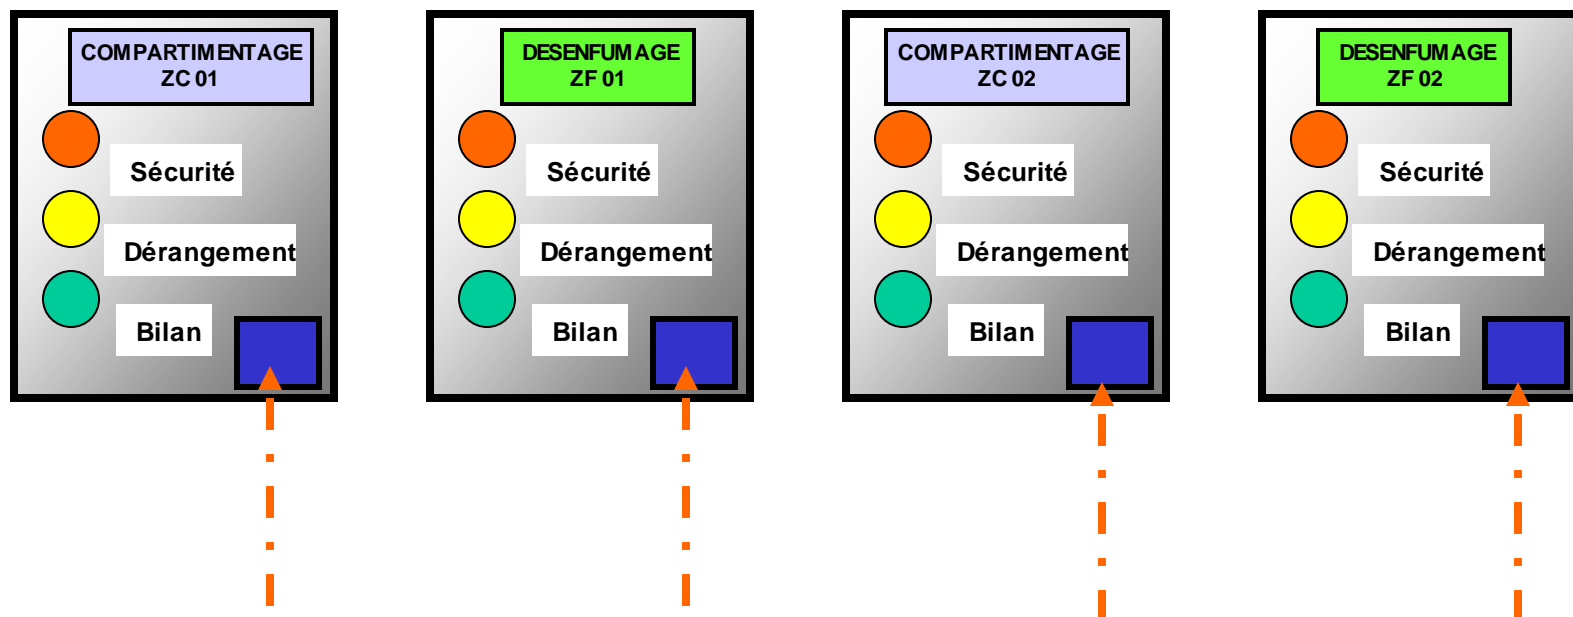 COMPARTIMENTAGE
ZC 01
Sécurité
Dérangement
Bilan
DESENFUMAGE
ZF 01
Sécurité
Dérangement
Bilan
COMPARTIMENTAGE
ZC 02
Sécurité
Dérangement
Bilan
DESENFUMAGE
ZF 02
Sécurité
Dérangement
Bilan